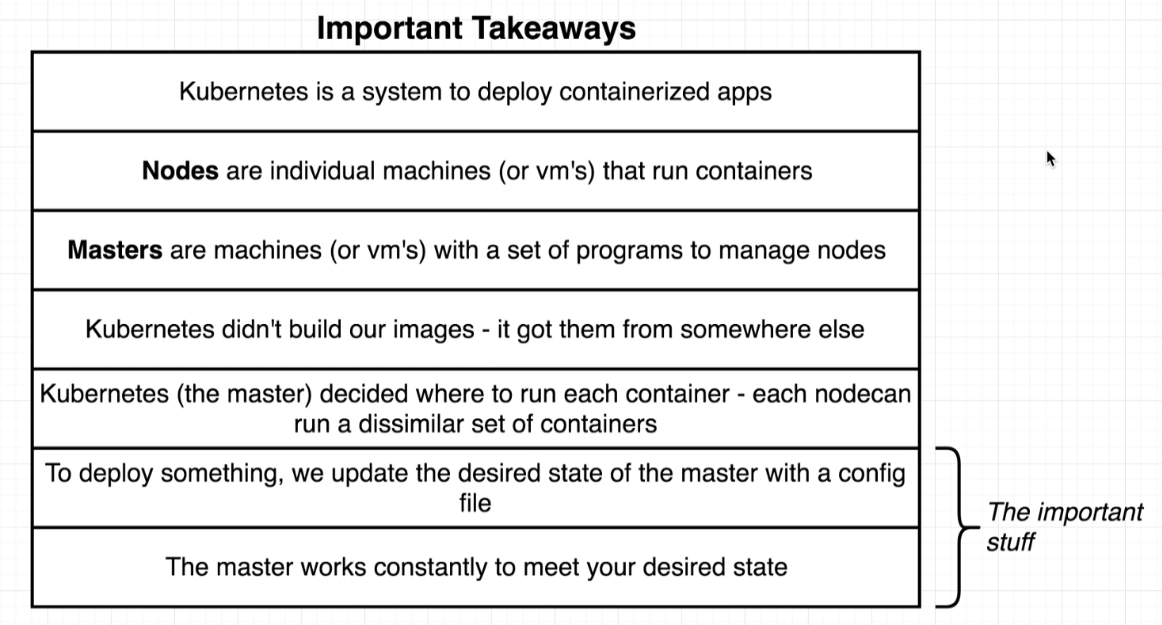 Important Takeaways
Kubernetes is a system to deploy containerized apps
Nodes are individual machines (or vm's) that run containers
Masters are machines (or vm's) with a set of programs to manage nodes
Kubernetes didn't build our images - it got them from somewhere else
Kubernetes (the master) decided where to run each container - each nodecan
run a dissimilar set of containers
To deploy something, we update the desired state of the master with a config
file
The master works constantly to meet your desired state
The important
stuff